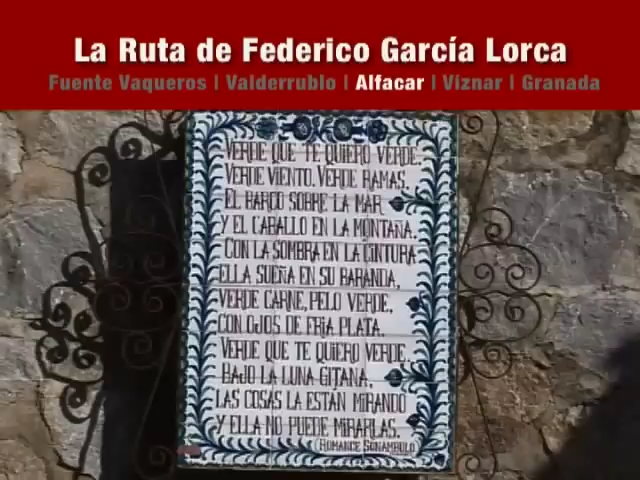 La Ruta de Federico García Lorca
Fuente Vaqueros | Valderrubio | Alfacar | Víznar | Granada
VERDE QUE TE QUIERO VERDE.
VERDE VIENTO. VERDE RAMAS.
EL BARCO SOBRE LA MAR
Y EL CABALLO EN LA MONTAÑA.
CON LA SOMBRA EN LA CINTURA
ELLA SUEÑA EN SU BARANDA,
VERDE CARNE, PELO VERDE,
CON OJOS DE FRIA PLATA.
VERDE QUE TE QUIERO VERDE.
BAJO LA LUNA GITANA,
LAS COSAS LA ESTAN MIRANDO
Y ELLA NO PUEDE MIRARLAS.
(ROMANCE SONAMBULO